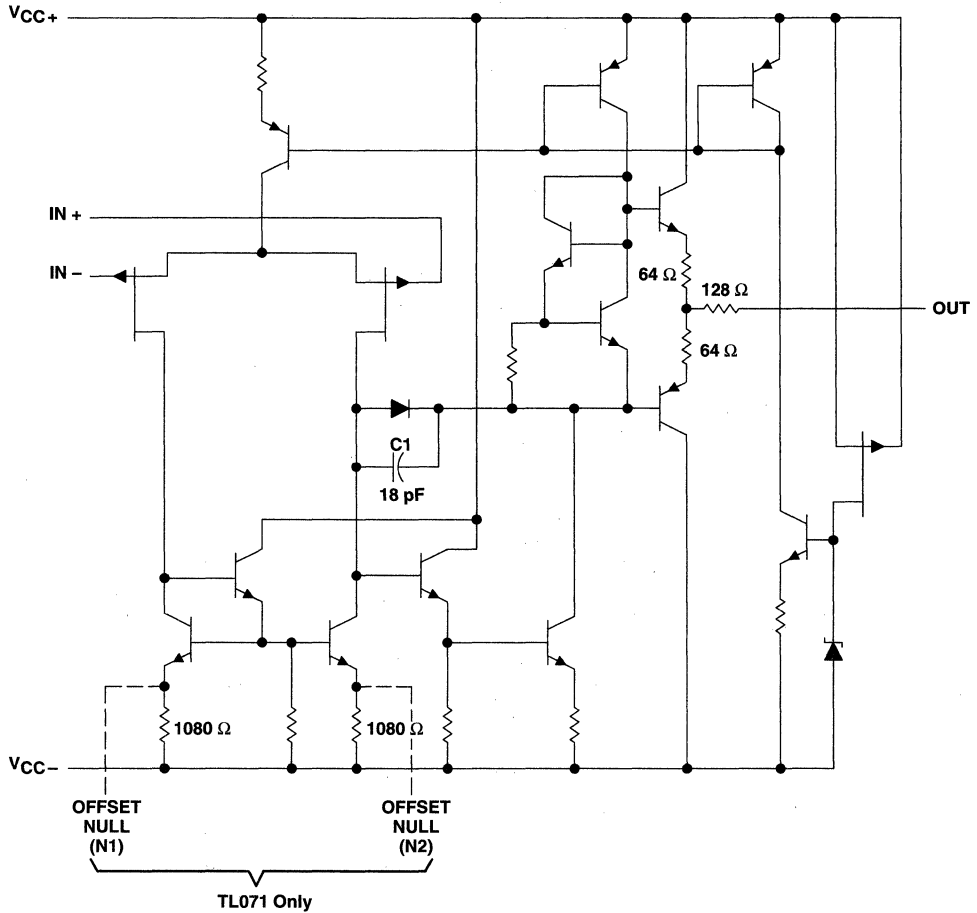 VCC+
IN +
IN −
64 Ω
128 Ω
OUT
64 Ω
C1
18 pF
1080 Ω
1080 Ω
VCC−
OFFSET
NULL
(N1)
OFFSET
NULL
(N2)
TL071 Only